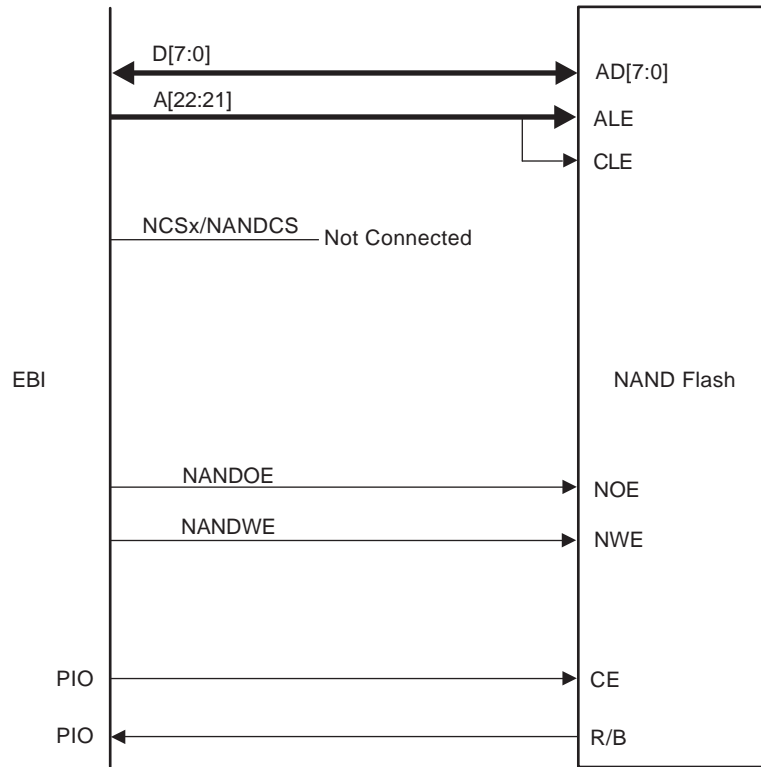 D[7:0]
AD[7:0]
A[22:21]
ALE
CLE
NCSx/NANDCS
Not Connected
EBI
NAND Flash
NANDOE
NOE
NANDWE
NWE
PIO
CE
PIO
R/B